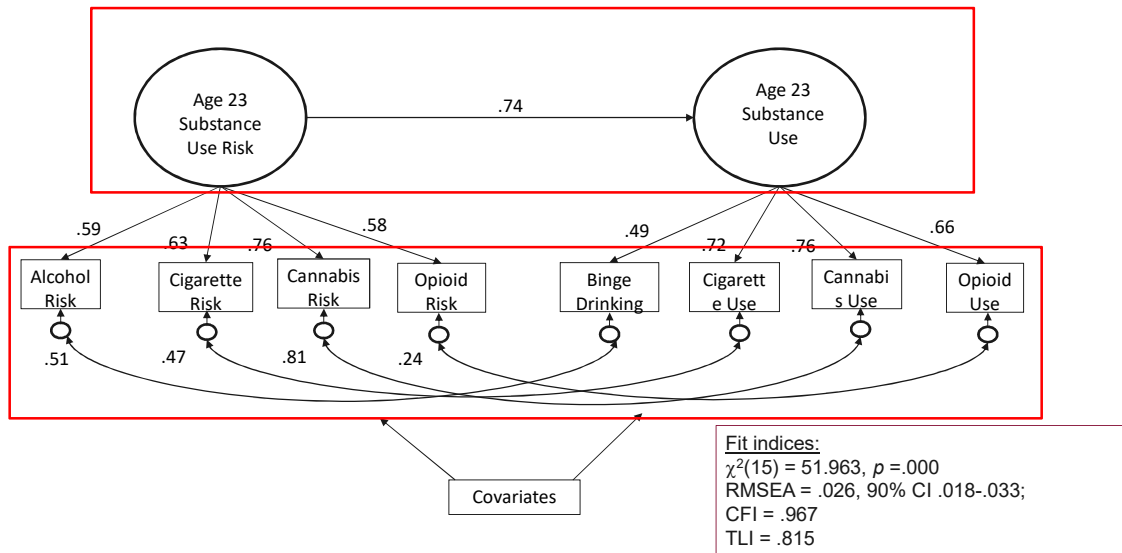 Age 23
Substance
Use Risk
.74
Age 23
Substance
Use
.59
.63
.76
.58
.49
.72
.76
.66
Alcohol
Risk
Cigarette
Risk
Cannabis
Risk
Opioid
Risk
Binge
Drinking
Cigarett
e Use
Cannabi
s Use
Opioid
Use
.51
.47
.81
.24
Covariates
Fit indices:
χ²(15) = 51.963, p =.000
RMSEA = .026, 90% CI .018-.033;
CFI = .967
TLI = .815